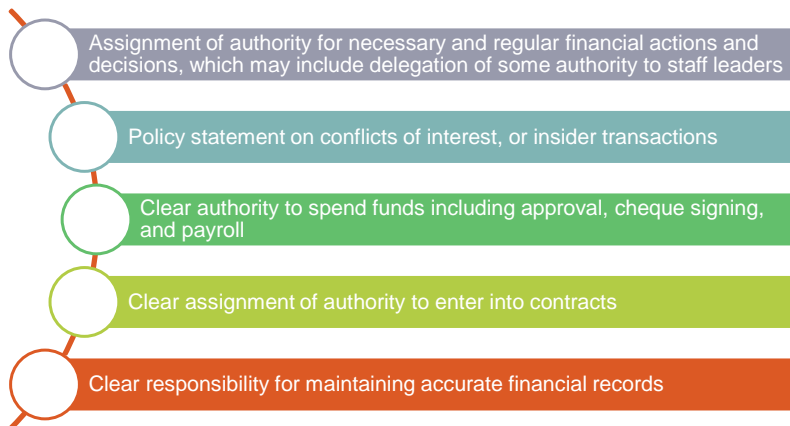 Assignment of authority for necessary and regular financial actions and
decisions, which may include delegation of some authority to staff leaders
Policy statement on conflicts of interest, or insider transactions
Clear authority to spend funds including approval, cheque signing,
and payroll
Clear assignment of authority to enter into contracts
Clear responsibility for maintaining accurate financial records